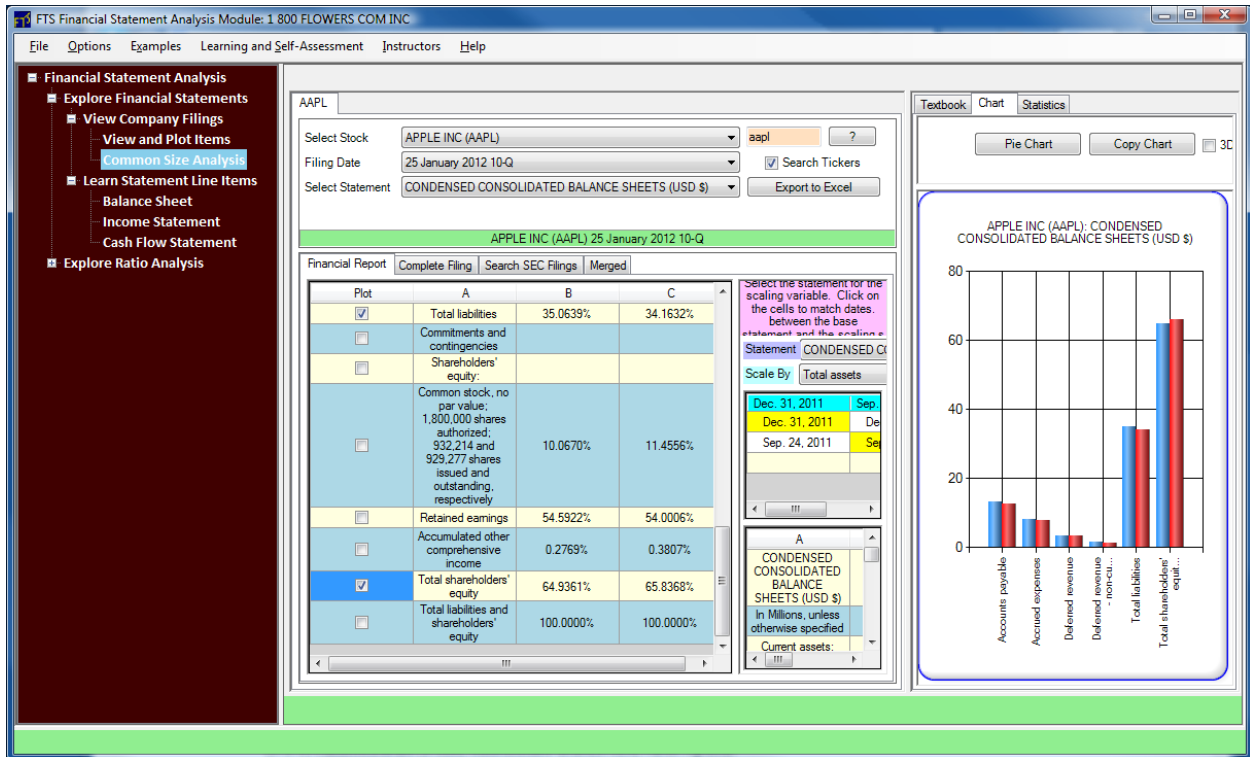 FTS Financial Statement Analysis Module: 1 800 FLOWERS COM INC
File Options Examples Learning and Self-Assessment Instructors Help
Financial Statement Analysis
Explore Financial Statements
View Company Filings
View and Plot Items
Common Size Analysis
Learn Statement Line Items
Balance Sheet
Income Statement
Cash Flow Statement
Explore Ratio Analysis
AAPL
Select Stock APPLE INC (AAPL) aapl ?
Filing Date 25 January 2012 10-Q Search Tickers
Select Statement CONDENSED CONSOLIDATED BALANCE SHEETS (USD $) Export to Excel
APPLE INC (AAPL) 25 January 2012 10-Q
Financial Report Complete Filing Search SEC Filings Merged
Plot A B C
Total liabilities 35.0639% 34.1632%
Commitments and
contingencies
Shareholders'
equity:
Common stock, no
par value;
1,800,000 shares
authorized;
932,214 and
929,277 shares
issued and
outstanding,
respectively
10.0670% 11.4556%
Retained earnings 54.5922% 54.0006%
Accumulated other
comprehensive
income
0.2769% 0.3807%
Total shareholders'
equity
64.9361% 65.8368%
Total liabilities and
shareholders'
equity
100.0000% 100.0000%
Select the statement for the
scaling variable. Click on
the cells to match dates.
between the base
statement and the scaling s
Statement CONDENSED CO
Scale By Total assets
Dec. 31, 2011 Sep.
Dec. 31, 2011 De
Sep. 24, 2011 Sep
A
CONDENSED
CONSOLIDATED
BALANCE
SHEETS (USD $)
In Millions, unless
otherwise specified
Current assets:
Textbook Chart Statistics
Pie Chart Copy Chart 3D
APPLE INC (AAPL): CONDENSED
CONSOLIDATED BALANCE SHEETS (USD $)
80
60
40
20
0
Accounts payable
Accrued expenses
Deferred revenue
Deferred revenue
- non-cu...
Total liabilities
Total shareholders'
equit...